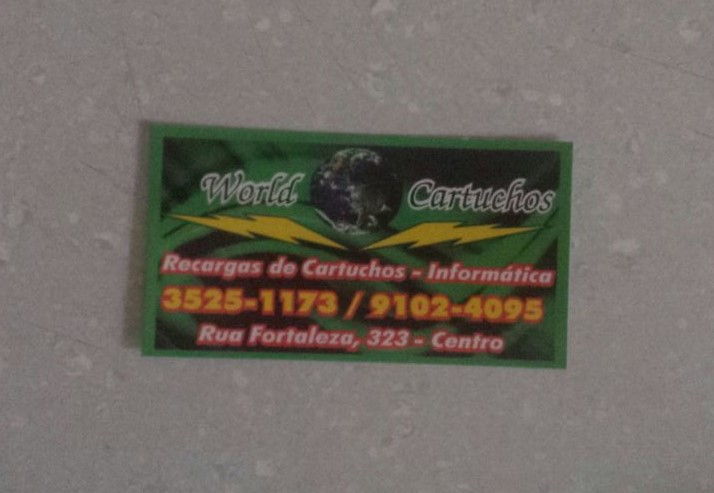 World Cartuchos
Recargas de Cartuchos - Informática
3525-1173 / 9102-4095
Rua Fortaleza, 323 - Centro